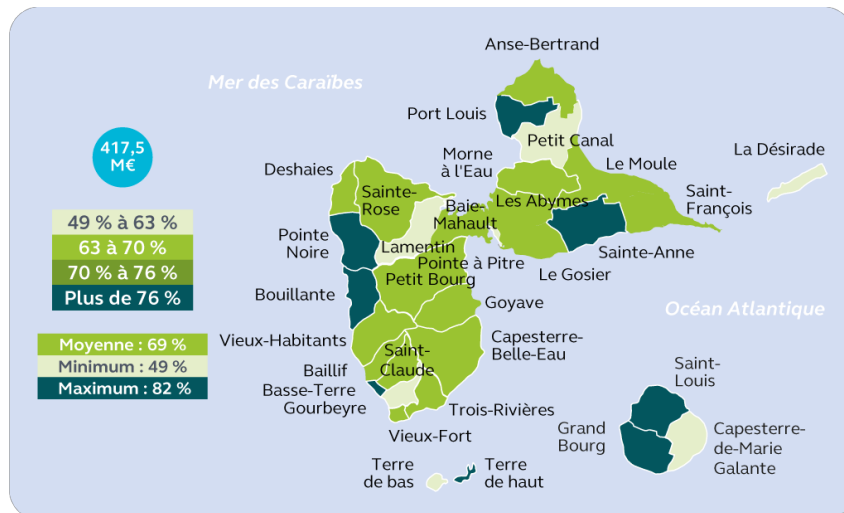 Anse-Bertrand
Mer des Caraïbes
Port Louis
417,5
M€
Petit Canal
Morne
à l'Eau
Le Moule
La Désirade
Deshaies
Sainte-
Rose
Baie-
Mahault
Les Abymes
Saint-
François
49 % à 63 %
63 à 70 %
70 % à 76 %
Plus de 76 %
Pointe
Noire
Lamentin
Sainte-Anne
Pointe à Pitre
Le Gosier
Petit Bourg
Bouillante
Goyave
Océan Atlantique
Moyenne : 69 %
Minimum : 49 %
Maximum : 82 %
Vieux-Habitants
Capesterre-
Belle-Eau
Saint-
Claude
Baillif
Basse-Terre
Gourbeyre
Trois-Rivières
Vieux-Fort
Saint-
Louis
Grand
Bourg
Capesterre-
de-Marie
Galante
Terre
de bas
Terre
de haut